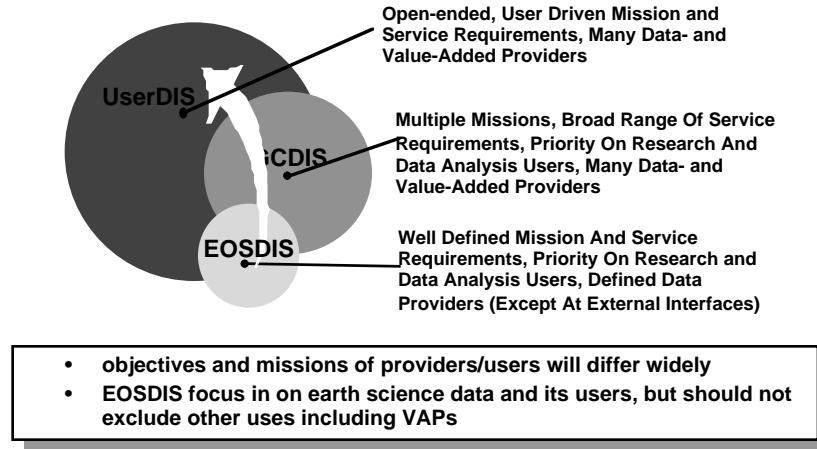 Open-ended, User Driven Mission and
Service Requirements, Many Data- and
Value-Added Providers
UserDIS
Multiple Missions, Broad Range Of Service
Requirements, Priority On Research And
Data Analysis Users, Many Data- and
Value-Added Providers
GCDIS
Well Defined Mission And Service
Requirements, Priority On Research and
Data Analysis Users, Defined Data
Providers (Except At External Interfaces)
EOSDIS
• objectives and missions of providers/users will differ widely
• EOSDIS focus in on earth science data and its users, but should not
exclude other uses including VAPs